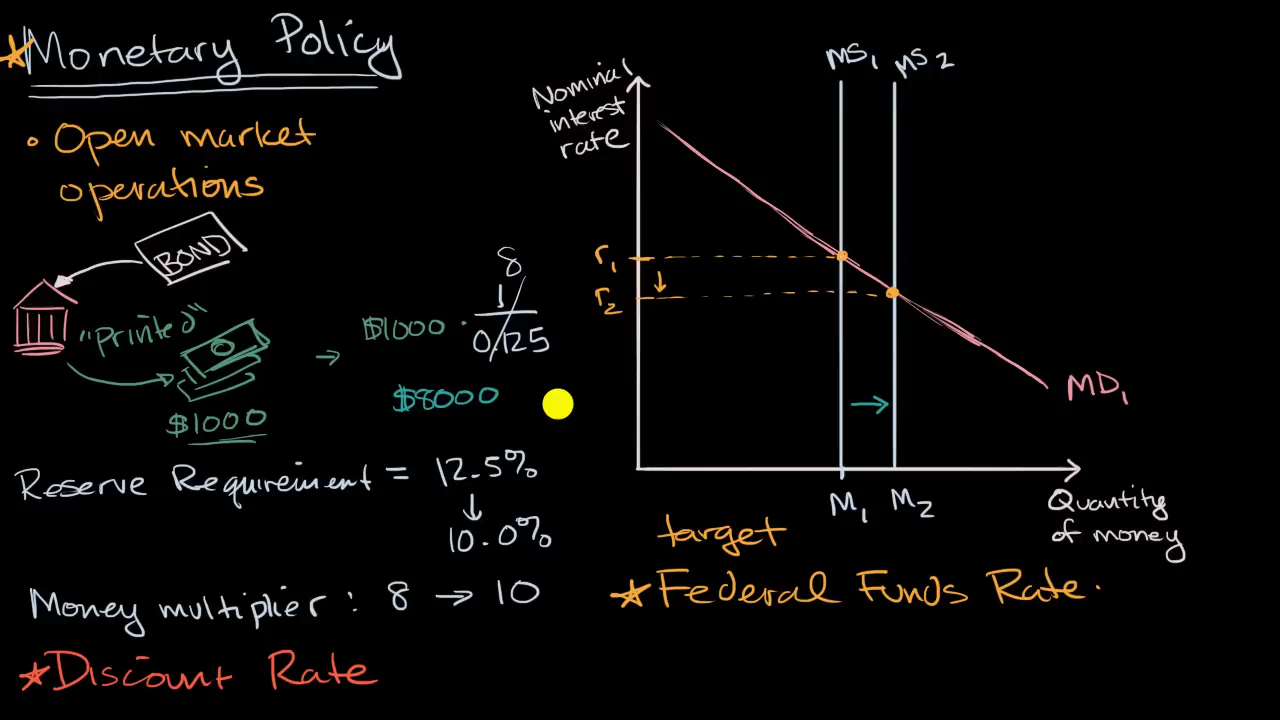 Monetary Policy
• Open market
operations
BOND
"Printed"
$1000
→ $1000 · 1/0.125
8
$8000
Reserve Requirement = 12.5%
↓
10.0%
Money multiplier: 8 → 10
Discount Rate
Nominal
interest
rate
MS1
MS2
r1
↓
r2
→
MD1
M1
M2
Quantity
of money
target
Federal Funds Rate.